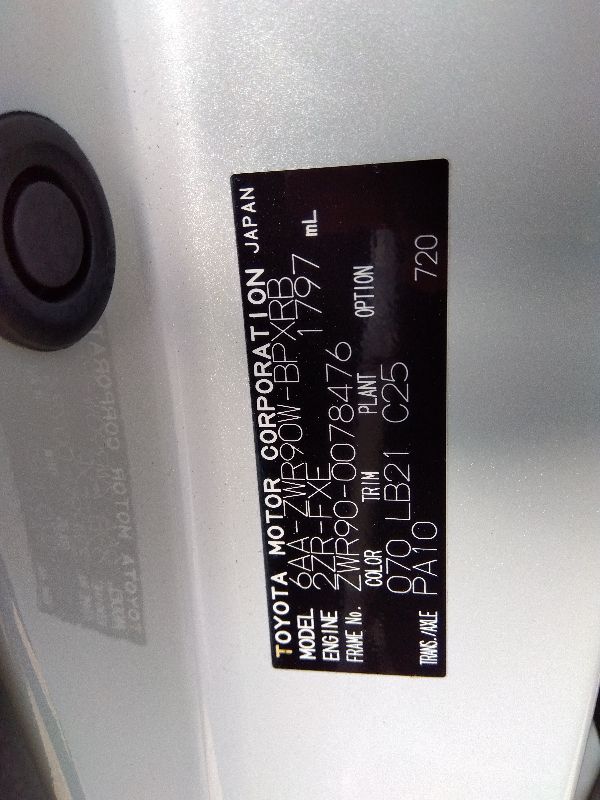 TOYOTA MOTOR CORPORATION JAPAN
MODEL 6AA-ZWR90W-BPXRB
ENGINE 2ZR-FXE 1797 mL
FRAME No. ZWR90-0078476
COLOR TRIM PLANT OPTION
070 LB21 C25
TRANS./AXLE PA10 720